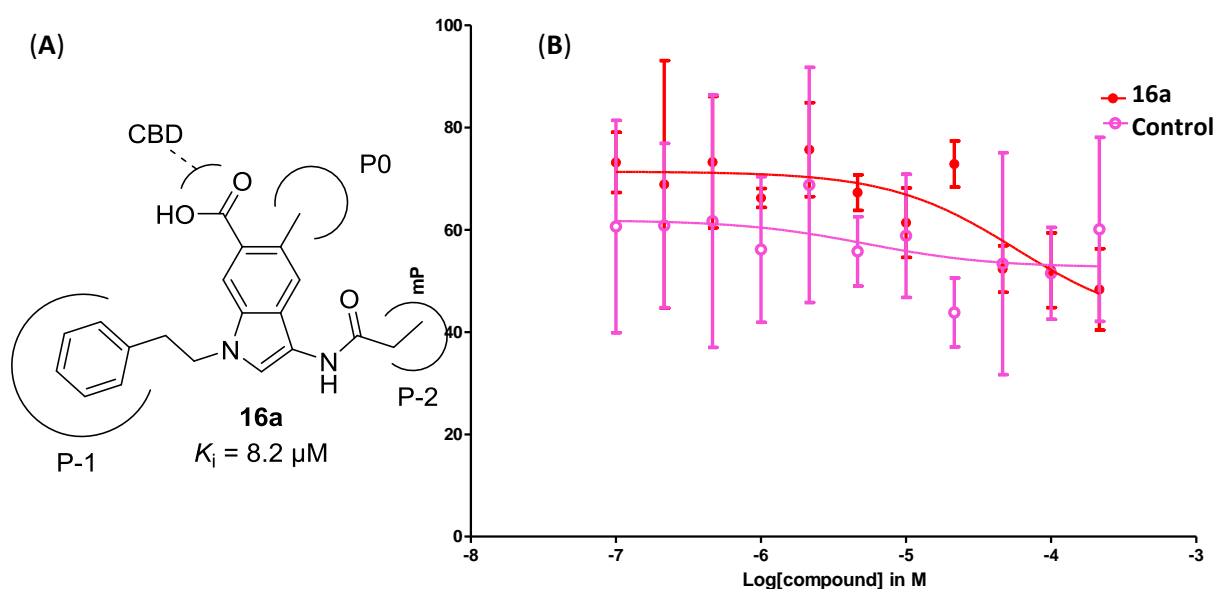 (A)
CBD
P0
O
HO
O
N
N
H
P-2
P-1
16a
Ki = 8.2 µM
(B)
mP
100
80
60
40
20
0
-8
-7
-6
-5
-4
-3
Log[compound] in M
16a
Control